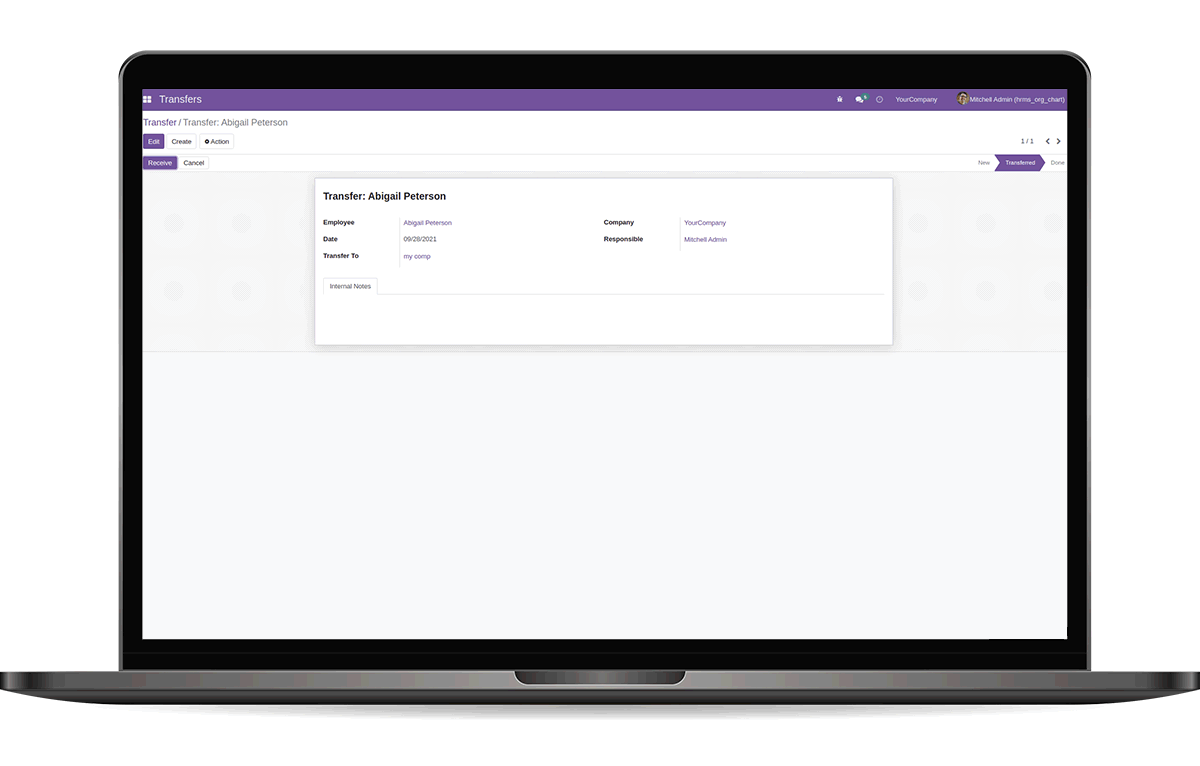 Transfers YourCompany Mitchell Admin (hrms_org_chart)
Transfer / Transfer: Abigail Peterson
Edit Create Action 1 / 1
Receive Cancel New Transferred Done
Transfer: Abigail Peterson
Employee Abigail Peterson Company YourCompany
Date 09/28/2021 Responsible Mitchell Admin
Transfer To my comp
Internal Notes